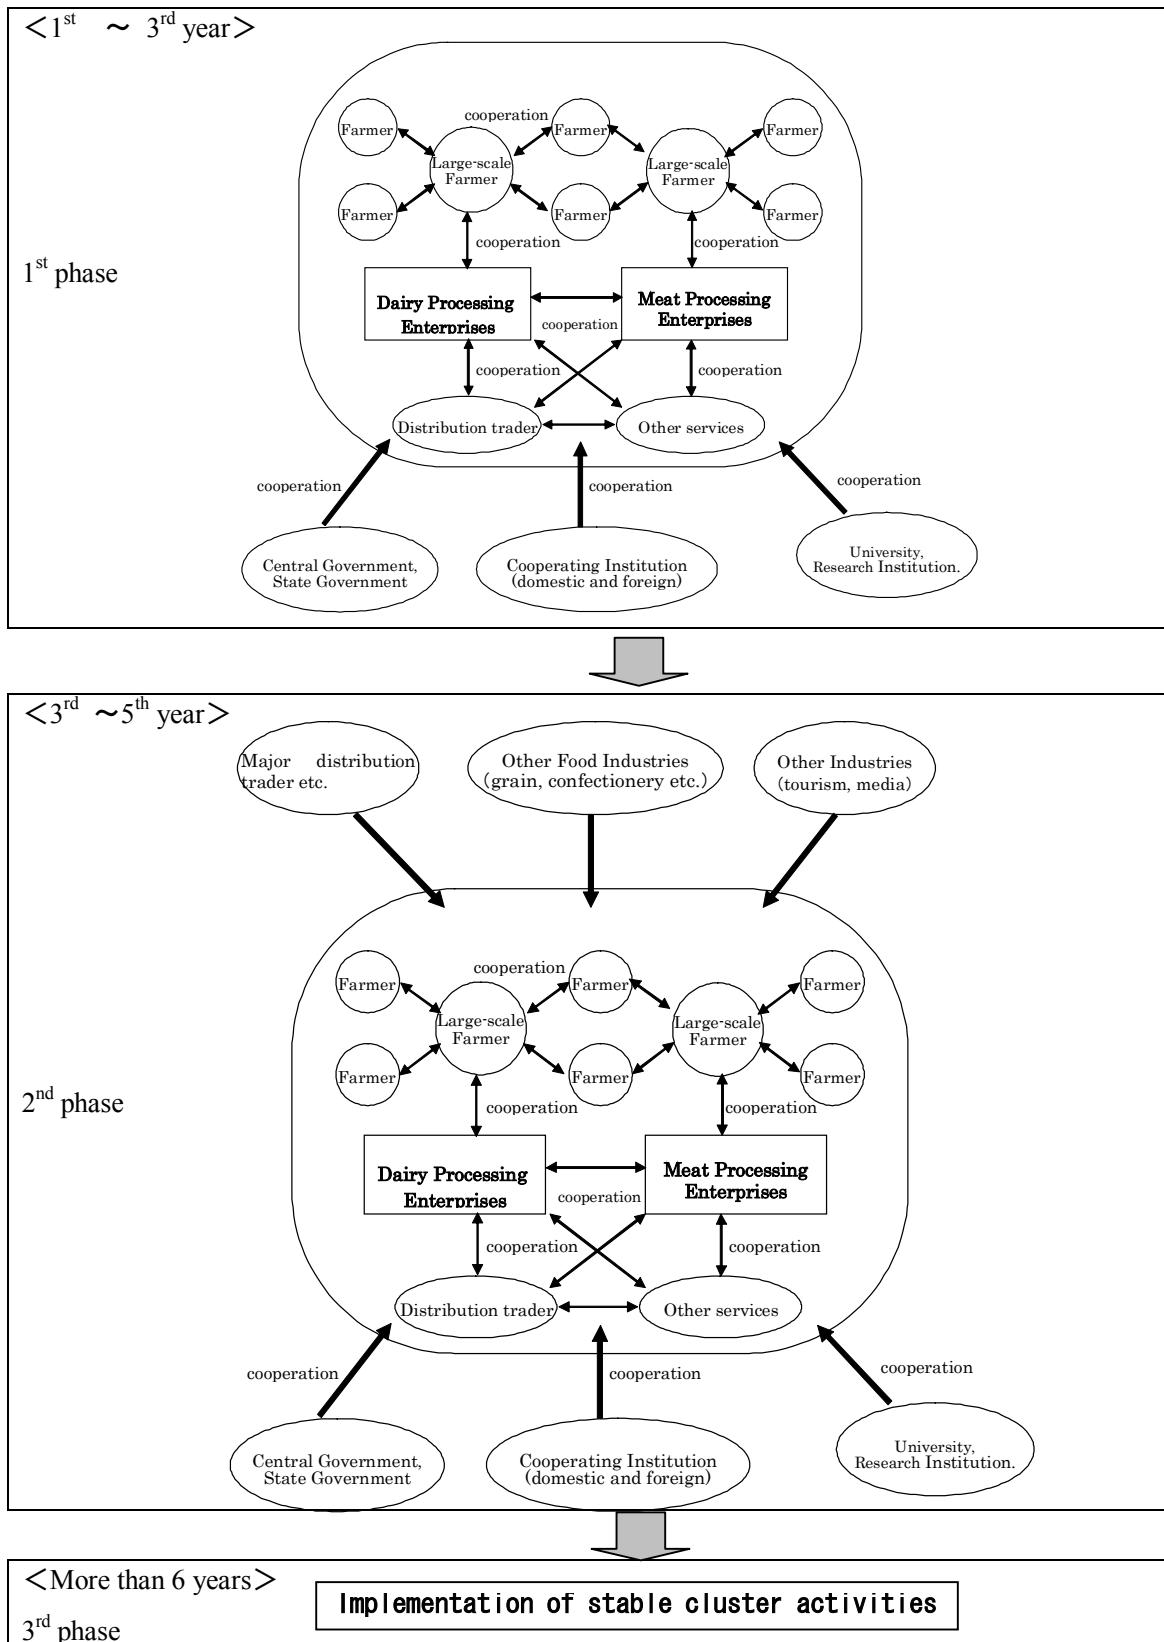 ＜1st ～ 3rd year＞
cooperation
Farmer
Farmer
Farmer
Large-scale
Farmer
Large-scale
Farmer
Farmer
Farmer
Farmer
cooperation
cooperation
1st phase
Dairy Processing
Enterprises
Meat Processing
Enterprises
cooperation
cooperation
cooperation
Distribution trader
Other services
cooperation
cooperation
cooperation
Central Government,
State Government
Cooperating Institution
(domestic and foreign)
University,
Research Institution.
＜3rd ～5th year＞
Major distribution
trader etc.
Other Food Industries
(grain, confectionery etc.)
Other Industries
(tourism, media)
cooperation
Farmer
Farmer
Farmer
Large-scale
Farmer
Large-scale
Farmer
Farmer
Farmer
Farmer
cooperation
cooperation
2nd phase
Dairy Processing
Enterprises
Meat Processing
Enterprises
cooperation
cooperation
cooperation
Distribution trader
Other services
cooperation
cooperation
cooperation
Central Government,
State Government
Cooperating Institution
(domestic and foreign)
University,
Research Institution.
＜More than 6 years＞
Implementation of stable cluster activities
3rd phase